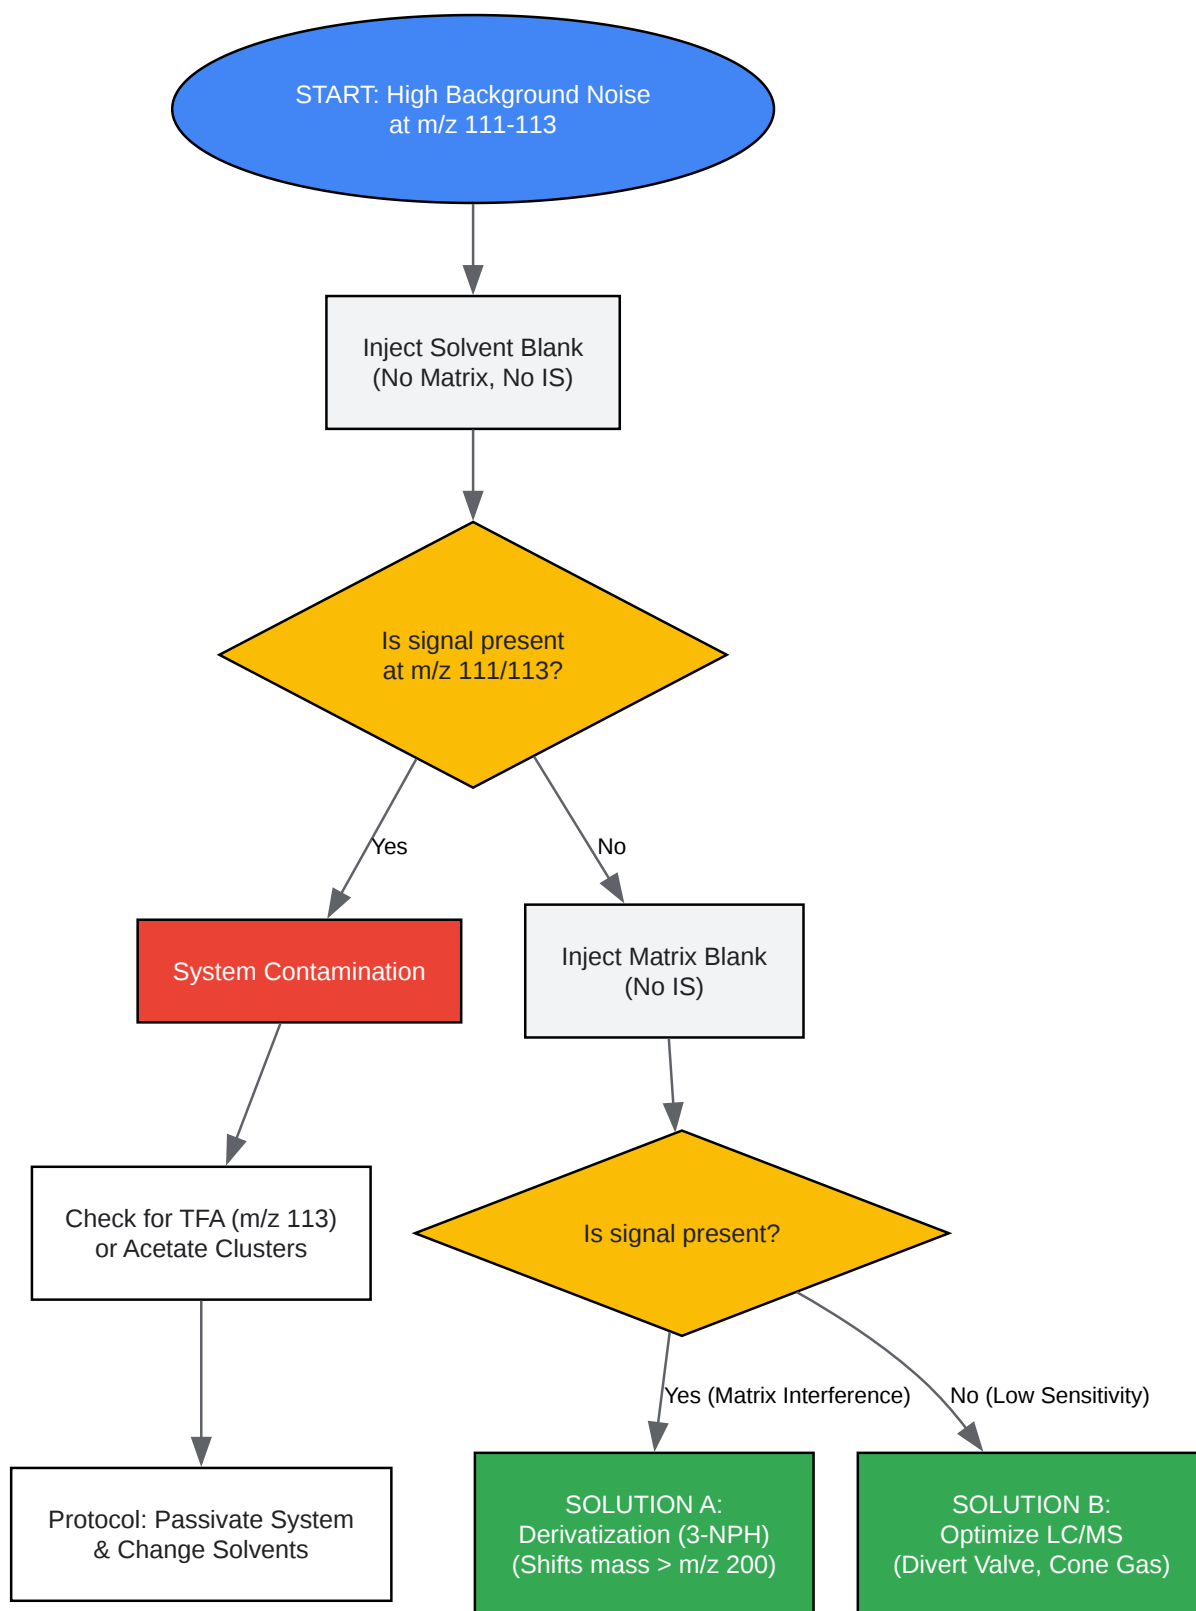 START: High Background Noise
at m/z 111-113
Inject Solvent Blank
(No Matrix, No IS)
Is signal present
at m/z 111/113?
Yes
No
System Contamination
Inject Matrix Blank
(No IS)
Check for TFA (m/z 113)
or Acetate Clusters
Is signal present?
Yes (Matrix Interference)
No (Low Sensitivity)
Protocol: Passivate System
& Change Solvents
SOLUTION A:
Derivatization (3-NPH)
(Shifts mass > m/z 200)
SOLUTION B:
Optimize LC/MS
(Divert Valve, Cone Gas)